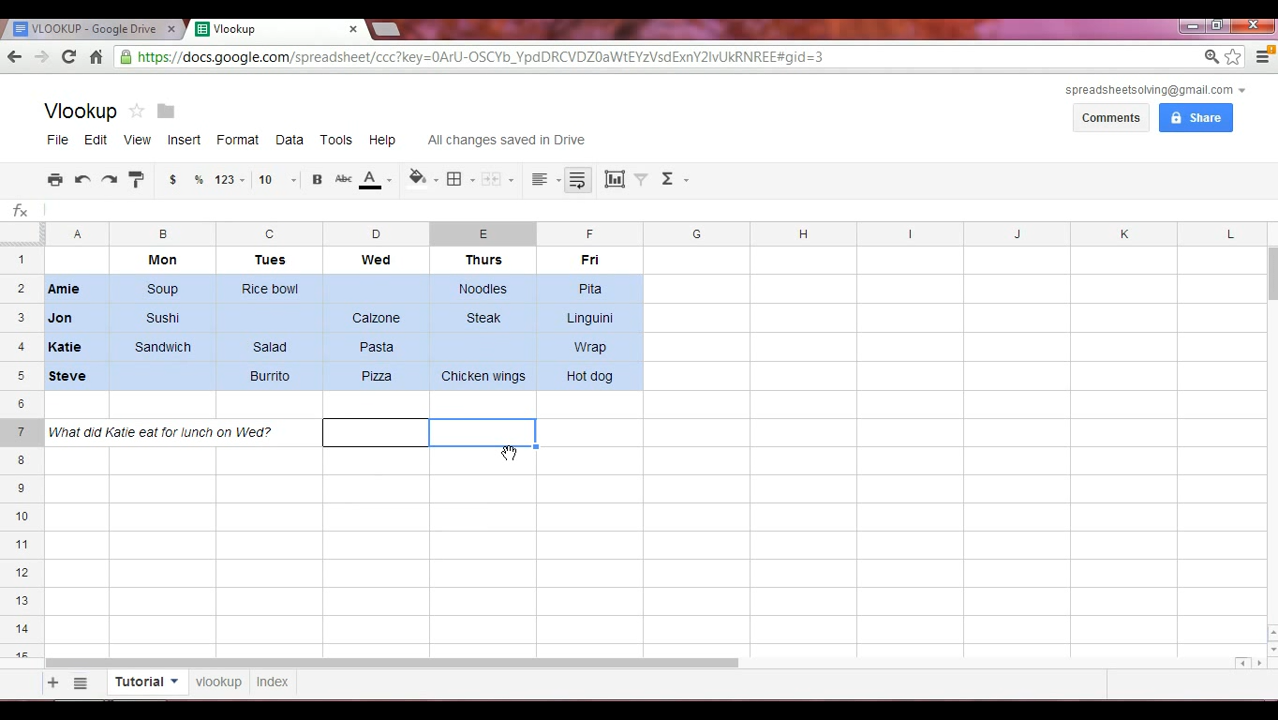 VLOOKUP - Google Drive
Vlookup
https://docs.google.com/spreadsheet/ccc?key=0ArU-OSCYb_YpdDRCVDZ0aWtEYzVsdExnY2IvUkRNREE#gid=3
spreadsheetsolving@gmail.com
Vlookup
Comments
Share
File Edit View Insert Format Data Tools Help All changes saved in Drive
$ % 123 10 B Abc A Σ
fx
A B C D E F G H I J K L
1 Mon Tues Wed Thurs Fri
2 Amie Soup Rice bowl Noodles Pita
3 Jon Sushi Calzone Steak Linguini
4 Katie Sandwich Salad Pasta Wrap
5 Steve Burrito Pizza Chicken wings Hot dog
6
7 What did Katie eat for lunch on Wed?
8
9
10
11
12
13
14
15
Tutorial vlookup Index